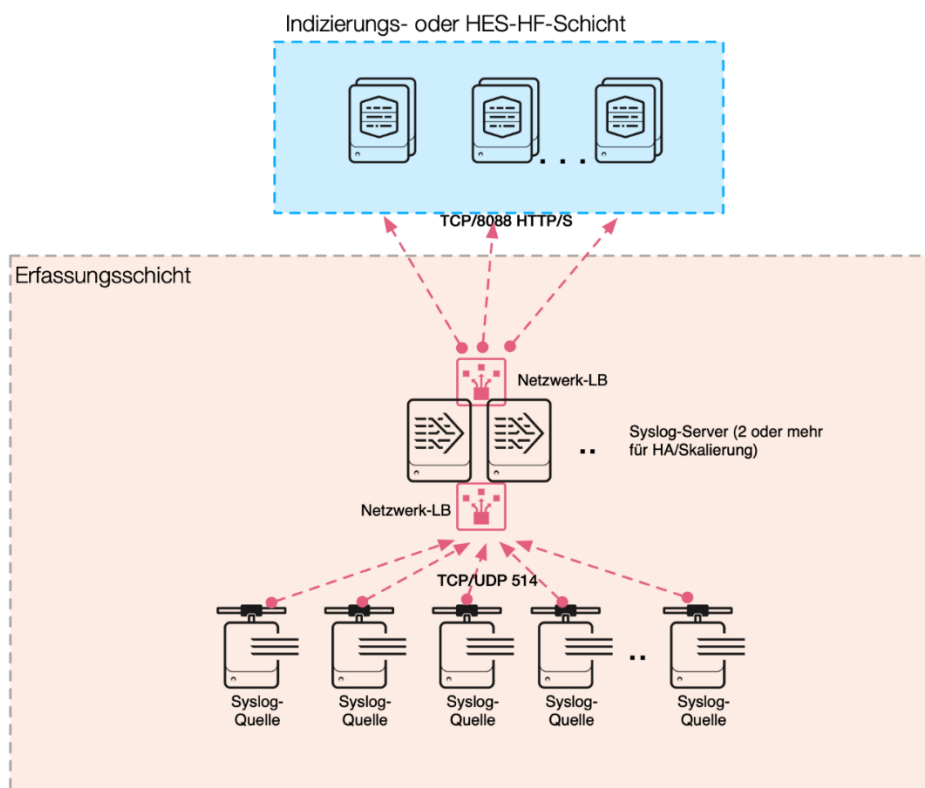 Indizierungs- oder HES-HF-Schicht
TCP/8088 HTTP/S
Erfassungsschicht
Netzwerk-LB
Syslog-Server (2 oder mehr
für HA/Skalierung)
Netzwerk-LB
TCP/UDP 514
Syslog-
Quelle
Syslog-
Quelle
Syslog-
Quelle
Syslog-
Quelle
Syslog-
Quelle